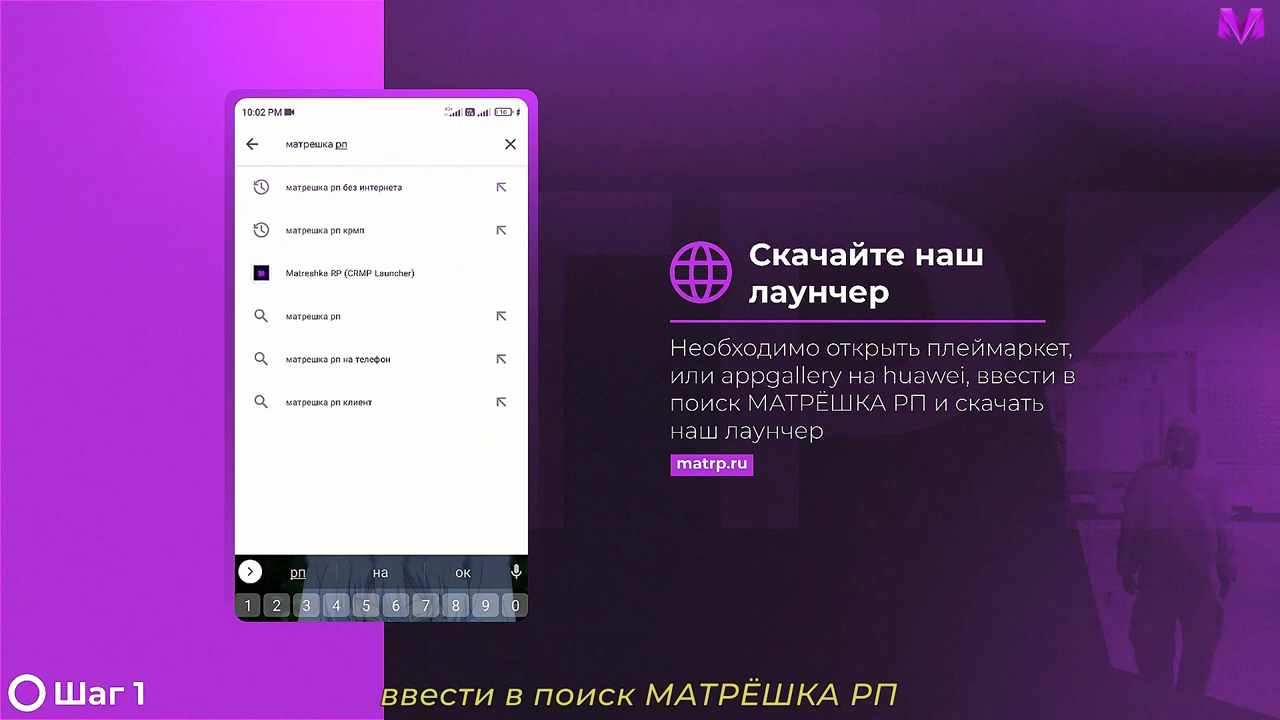 10:02 PM
матрешка рп
матрешка рп без интернета
матрешка рп крмп
Matreshka RP (CRMP Launcher)
матрешка рп
матрешка рп на телефон
матрешка рп клиент
рп на ок
1 2 3 4 5 6 7 8 9 0
Скачайте наш
лаунчер
Необходимо открыть плеймаркет,
или appgallery на huawei, ввести в
поиск МАТРЁШКА РП и скачать
наш лаунчер
matrp.ru
Шаг 1
ввести в поиск МАТРЁШКА РП